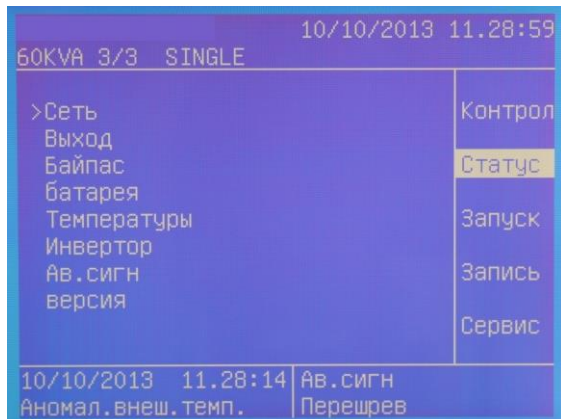 10/10/2013 11.28:59
60KVA 3/3 SINGLE
>Сеть
Выход
Байпас
батарея
Температуры
Инвертор
Ав.сигн
версия
Контрол
Статус
Запуск
Запись
Сервис
10/10/2013 11.28:14
Аномал.внеш.темп.
Ав.сигн
Перешрев